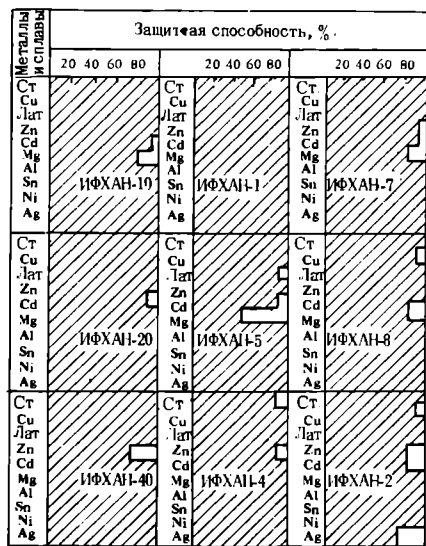 Металлы и сплавы
Защитная способность, %
20 40 60 80 20 40 60 80 20 40 60 80
Ст Ст Ст
Cu Cu Cu
Лат Лат Лат
Zn Zn Zn
Cd Cd Cd
Mg Mg Mg
Al Al Al
Sn ИФХАН-19 Sn ИФХАН-1 Sn ИФХАН-7
Ni Ni Ni
Ag Ag Ag
Ст Ст Ст
Cu Cu Cu
Лат Лат Лат
Zn Zn Zn
Cd Cd Cd
Mg Mg Mg
Al ИФХАН-20 Al ИФХАН-5 Al ИФХАН-8
Sn Sn Sn
Ni Ni Ni
Ag Ag Ag
Ст Ст Ст
Cu Cu Cu
Лат Лат Лат
Zn Zn Zn
Cd Cd Cd
Mg ИФХАН-40 Mg ИФХАН-4 Mg ИФХАН-2
Al Al Al
Sn Sn Sn
Ni Ni Ni
Ag Ag Ag